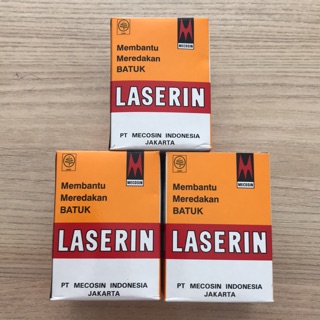 Membantu
Meredakan
BATUK
MECOSIN
LASERIN
PT MECOSIN INDONESIA
JAKARTA
Membantu
Meredakan
BATUK
MECOSIN
LASERIN
PT MECOSIN INDONESIA
JAKARTA
Membantu
Meredakan
BATUK
MECOSIN
LASERIN
PT MECOSIN INDONESIA
JAKARTA